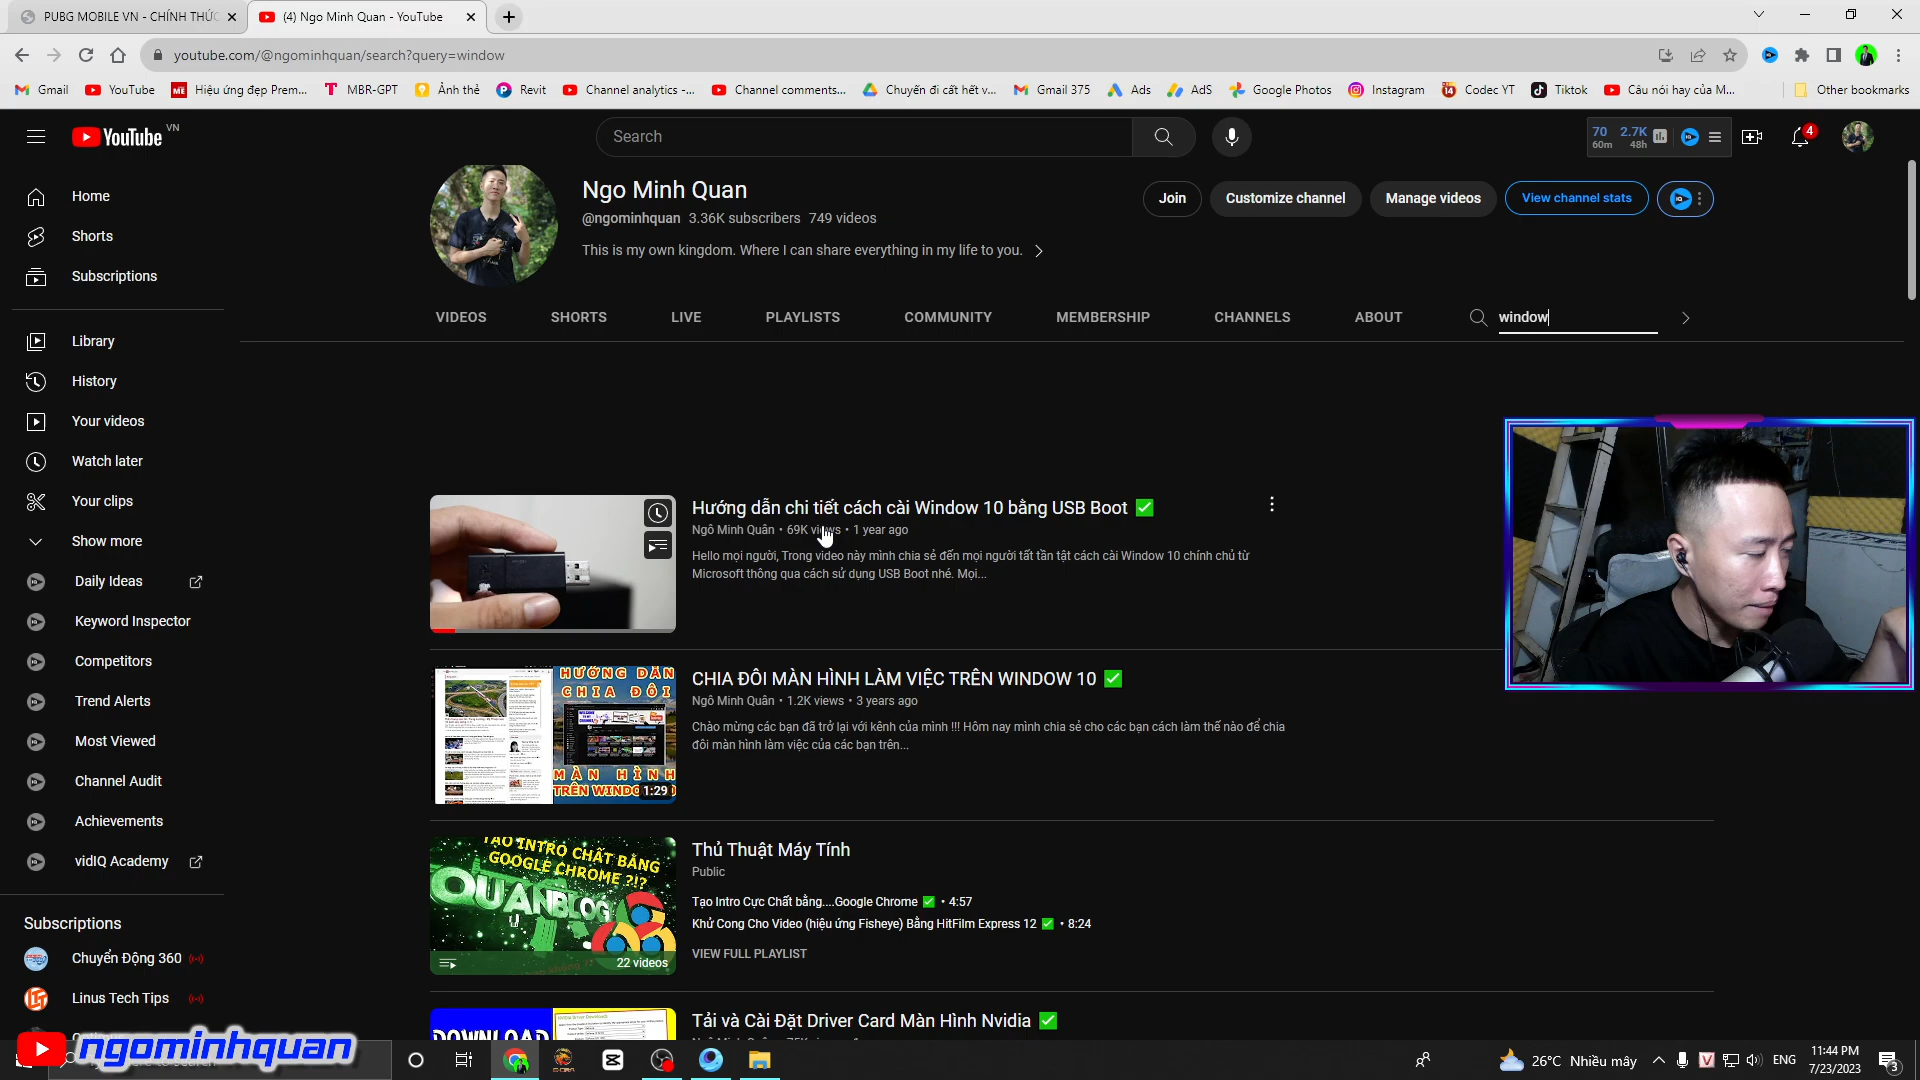 PUBG MOBILE VN - CHÍNH THỨC
(4) Ngo Minh Quan - YouTube
youtube.com/@ngominhquan/search?query=window
Gmail
YouTube
Hiệu ứng đẹp Prem...
MBR-GPT
Ảnh thẻ
Revit
Channel analytics -...
Channel comments...
Chuyến đi cất hết v...
Gmail 375
Ads
AdS
Google Photos
Instagram
Codec YT
Tiktok
Câu nói hay của M...
Other bookmarks
YouTube VN
Search
70 2.7K
60m 48h
4
Home
Shorts
Subscriptions
Library
History
Your videos
Watch later
Your clips
Show more
Daily Ideas
Keyword Inspector
Competitors
Trend Alerts
Most Viewed
Channel Audit
Achievements
vidIQ Academy
Subscriptions
Chuyển Động 360
Linus Tech Tips
Ngo Minh Quan
@ngominhquan 3.36K subscribers 749 videos
This is my own kingdom. Where I can share everything in my life to you.
Join
Customize channel
Manage videos
View channel stats
VIDEOS
SHORTS
LIVE
PLAYLISTS
COMMUNITY
MEMBERSHIP
CHANNELS
ABOUT
window
Hướng dẫn chi tiết cách cài Window 10 bằng USB Boot ✅
Ngô Minh Quân • 69K views • 1 year ago
Hello mọi người, Trong video này mình chia sẻ đến mọi người tất tần tật cách cài Window 10 chính chủ từ
Microsoft thông qua cách sử dụng USB Boot nhé. Mọi...
HƯỚNG DẪN
CHIA ĐÔI
MÀN HÌNH
TRÊN WINDOW
1:29
CHIA ĐÔI MÀN HÌNH LÀM VIỆC TRÊN WINDOW 10 ✅
Ngô Minh Quân • 1.2K views • 3 years ago
Chào mừng các bạn đã trở lại với kênh của mình !!! Hôm nay mình chia sẻ cho các bạn cách làm thế nào để chia
đôi màn hình làm việc của các bạn trên...
TẠO INTRO CHẤT BẰNG
GOOGLE CHROME ?!?
QUANBLOG
22 videos
Thủ Thuật Máy Tính
Public
Tạo Intro Cực Chất bằng....Google Chrome ✅ • 4:57
Khử Cong Cho Video (hiệu ứng Fisheye) Bằng HitFilm Express 12 ✅ • 8:24
VIEW FULL PLAYLIST
DOWNLOAD
Tải và Cài Đặt Driver Card Màn Hình Nvidia ✅
ngominhquan
26°C Nhiều mây
ENG
11:44 PM
7/23/2023
3